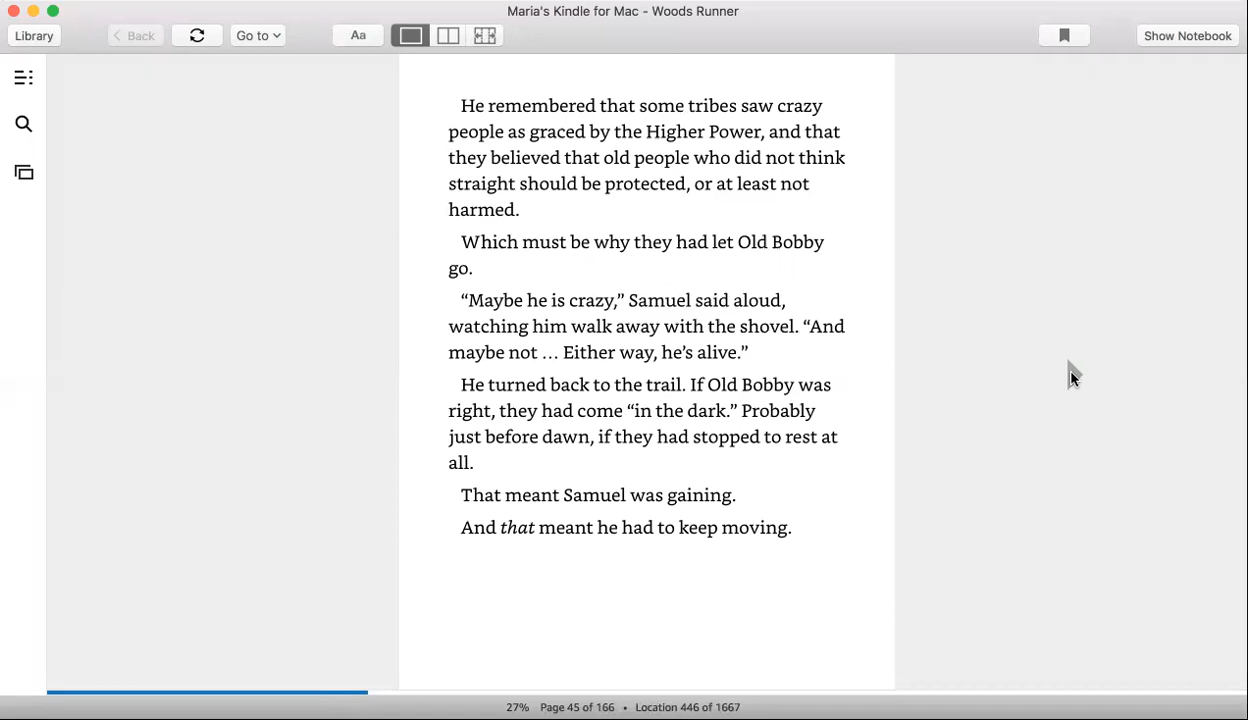 Maria's Kindle for Mac - Woods Runner
Library
Back
Go to
Aa
Show Notebook
He remembered that some tribes saw crazy
people as graced by the Higher Power, and that
they believed that old people who did not think
straight should be protected, or at least not
harmed.
Which must be why they had let Old Bobby
go.
“Maybe he is crazy,” Samuel said aloud,
watching him walk away with the shovel. “And
maybe not … Either way, he’s alive.”
He turned back to the trail. If Old Bobby was
right, they had come “in the dark.” Probably
just before dawn, if they had stopped to rest at
all.
That meant Samuel was gaining.
And that meant he had to keep moving.
27% Page 45 of 166 • Location 446 of 1667